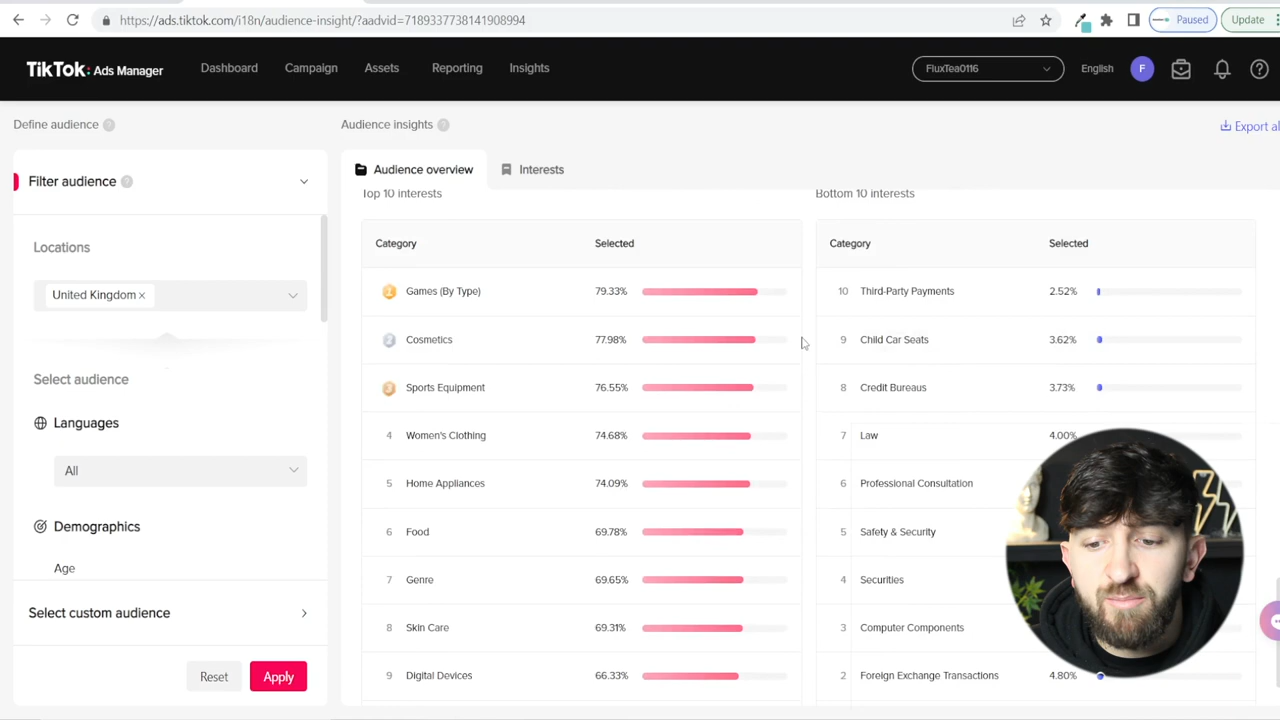 https://ads.tiktok.com/i18n/audience-insight/?aadvid=7189337738141908994
Paused
Update
TikTok: Ads Manager
Dashboard
Campaign
Assets
Reporting
Insights
FluxTea0116
English
F
Define audience
Audience insights
Export al
Filter audience
Audience overview
Interests
Top 10 interests
Bottom 10 interests
Locations
Category Selected
Category Selected
United Kingdom
Games (By Type) 79.33%
10 Third-Party Payments 2.52%
2 Cosmetics 77.98%
9 Child Car Seats 3.62%
Select audience
3 Sports Equipment 76.55%
8 Credit Bureaus 3.73%
Languages
4 Women's Clothing 74.68%
7 Law 4.00%
All
5 Home Appliances 74.09%
6 Professional Consultation
Demographics
6 Food 69.78%
5 Safety & Security
Age
7 Genre 69.65%
4 Securities
Select custom audience
8 Skin Care 69.31%
3 Computer Components
Reset
Apply
9 Digital Devices 66.33%
2 Foreign Exchange Transactions 4.80%